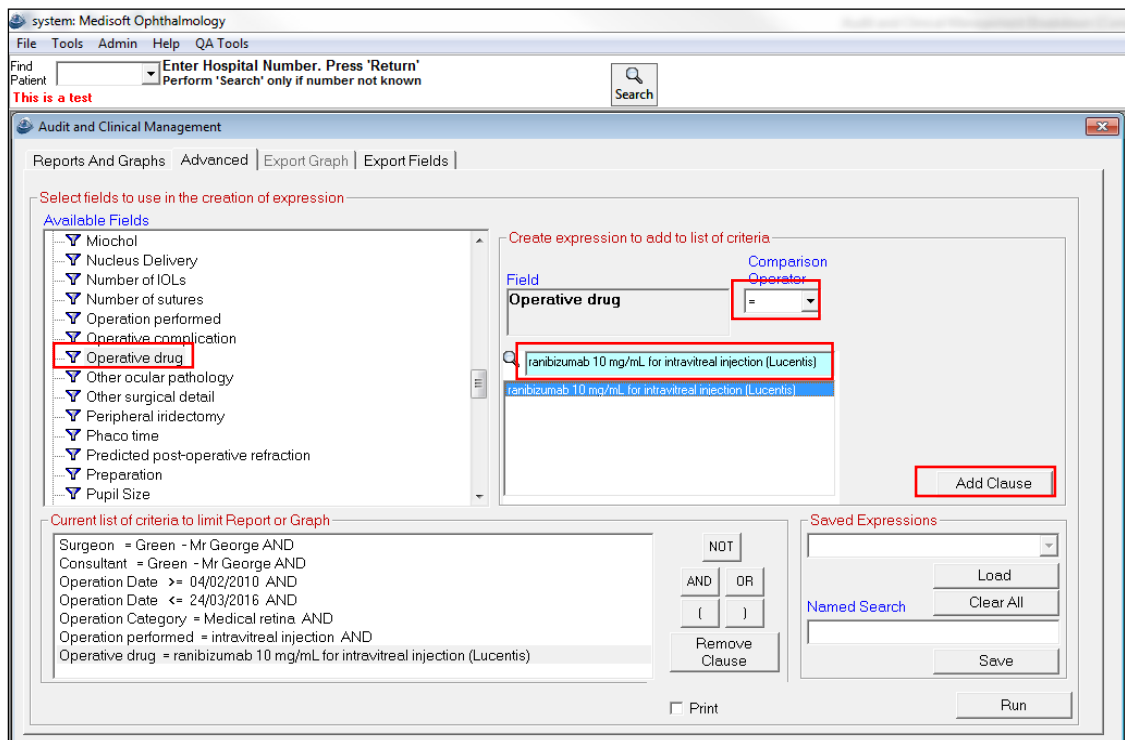 system: Medisoft Ophthalmology
File Tools Admin Help QA Tools
Find Patient
Enter Hospital Number. Press 'Return'
Perform 'Search' only if number not known
This is a test
Search
Audit and Clinical Management
Reports And Graphs Advanced Export Graph Export Fields
Select fields to use in the creation of expression
Available Fields
Miochol
Nucleus Delivery
Number of IOLs
Number of sutures
Operation performed
Operative complication
Operative drug
Other ocular pathology
Other surgical detail
Peripheral iridectomy
Phaco time
Predicted post-operative refraction
Preparation
Pupil Size
Create expression to add to list of criteria
Field
Comparison
Operator
Operative drug
=
ranibizumab 10 mg/mL for intravitreal injection (Lucentis)
ranibizumab 10 mg/mL for intravitreal injection (Lucentis)
Add Clause
Current list of criteria to limit Report or Graph
Surgeon = Green - Mr George AND
Consultant = Green - Mr George AND
Operation Date >= 04/02/2010 AND
Operation Date <= 24/03/2016 AND
Operation Category = Medical retina AND
Operation performed = intravitreal injection AND
Operative drug = ranibizumab 10 mg/mL for intravitreal injection (Lucentis)
NOT
AND OR
( )
Remove
Clause
Saved Expressions
Load
Named Search
Clear All
Save
Print
Run